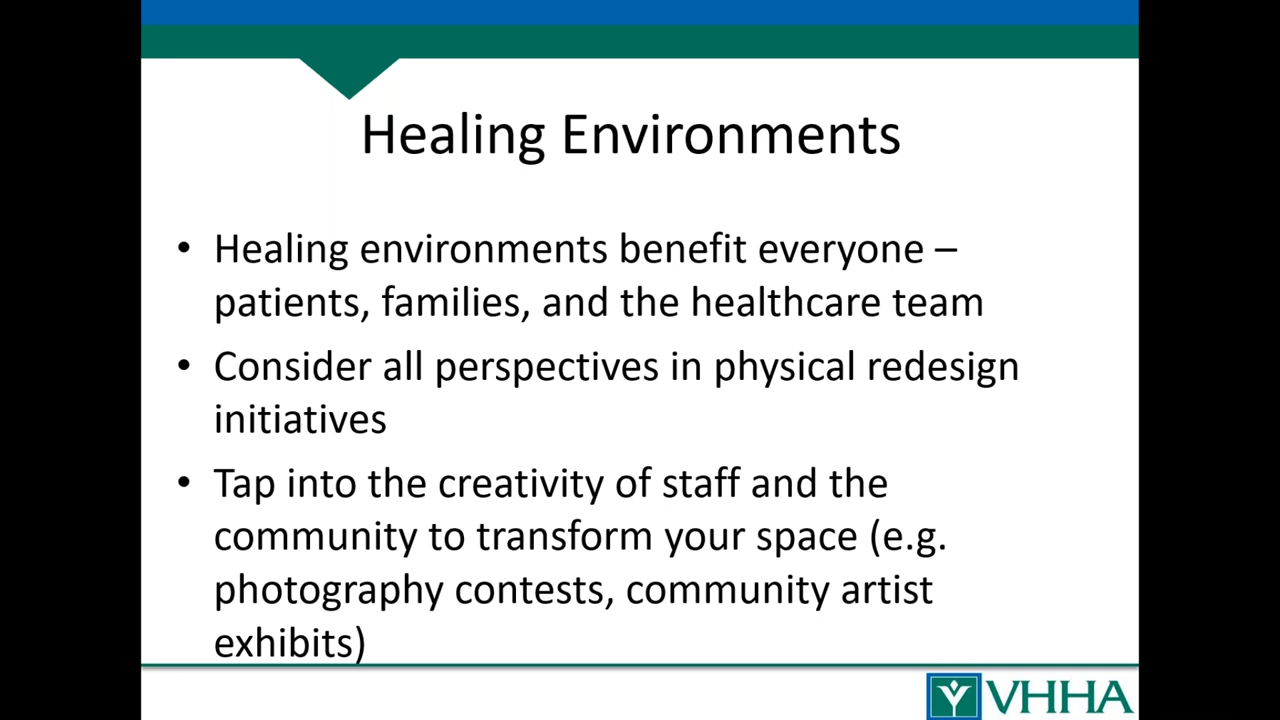 Healing Environments
• Healing environments benefit everyone –
patients, families, and the healthcare team
• Consider all perspectives in physical redesign
initiatives
• Tap into the creativity of staff and the
community to transform your space (e.g.
photography contests, community artist
exhibits)
VHHA